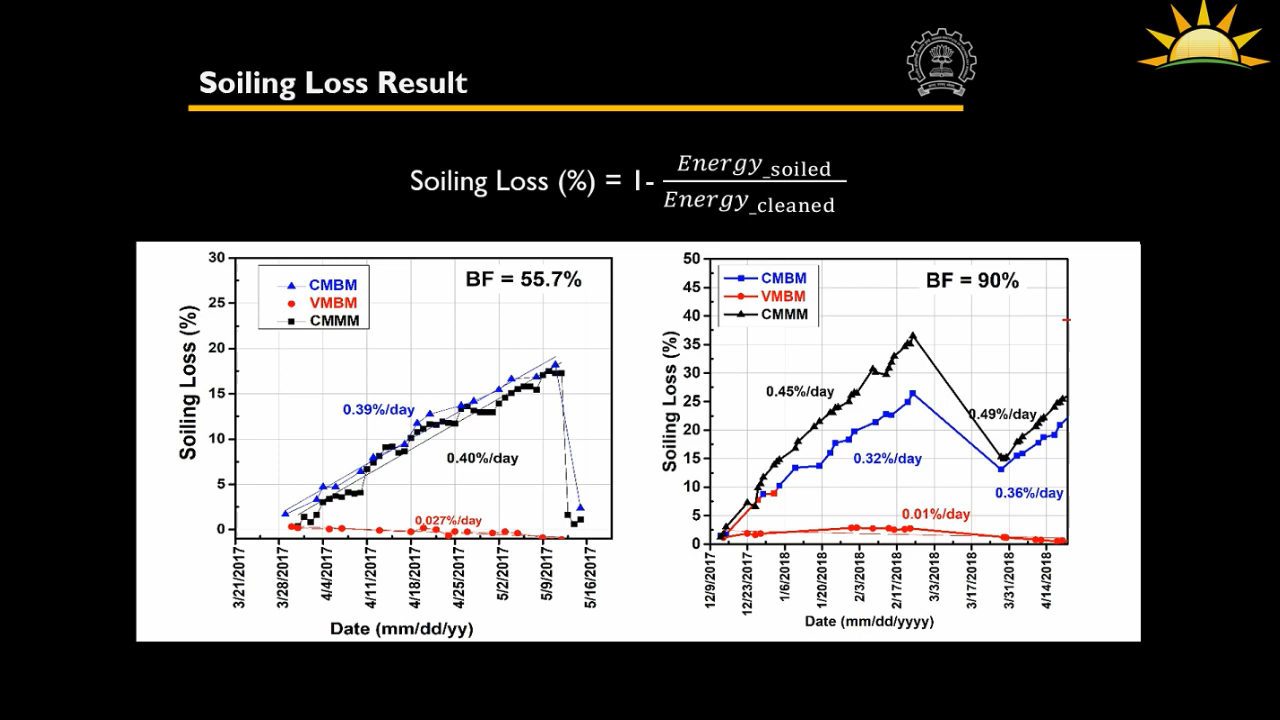 Soiling Loss Result
Soiling Loss (%) = 1- Energy_soiled
Energy_cleaned
30
25
20
15
10
5
0
Soiling Loss (%)
CMBM
VMBM
CMMM
BF = 55.7%
0.39%/day
0.40%/day
0.027%/day
3/21/2017
3/28/2017
4/4/2017
4/11/2017
4/18/2017
4/25/2017
5/2/2017
5/9/2017
5/16/2017
Date (mm/dd/yy)
50
45
40
35
30
25
20
15
10
5
0
Soiling Loss (%)
CMBM
VMBM
CMMM
BF = 90%
0.45%/day
0.49%/day
0.32%/day
0.36%/day
0.01%/day
12/9/2017
12/23/2017
1/6/2018
1/20/2018
2/3/2018
2/17/2018
3/3/2018
3/17/2018
3/31/2018
4/14/2018
Date (mm/dd/yyyy)